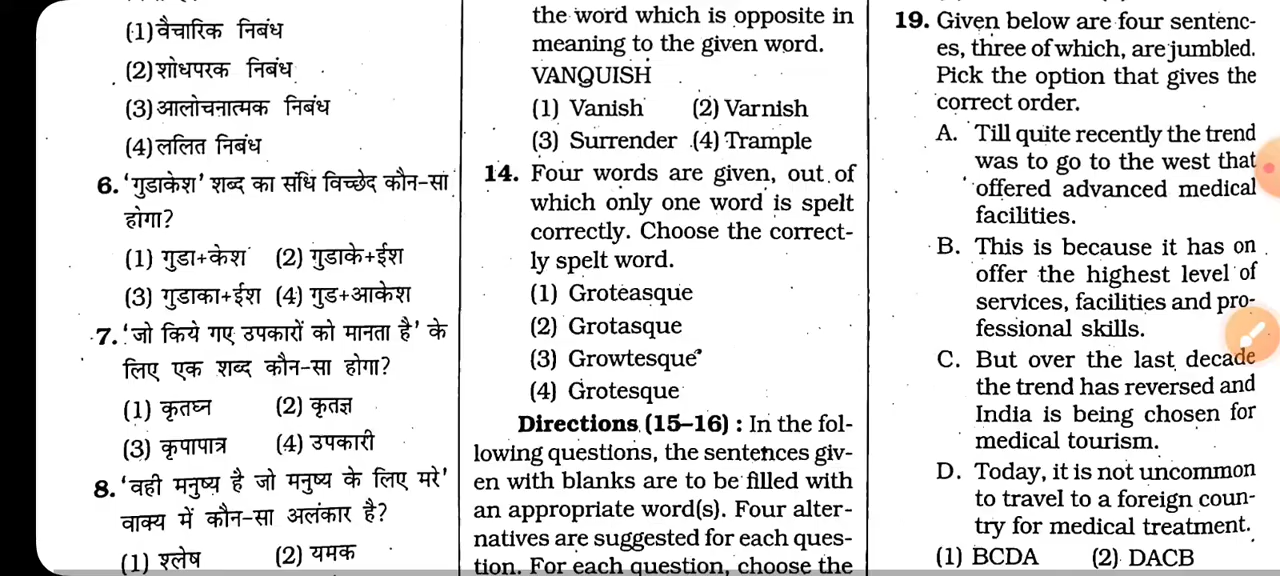 (1) वैचारिक निबंध
(2) शोधपरक निबंध
(3) आलोचनात्मक निबंध
(4) ललित निबंध
6. ‘गुडाकेश’ शब्द का संधि विच्छेद कौन-सा
होगा?
(1) गुडा+केश (2) गुडाके+ईश
(3) गुडाका+ईश (4) गुड+आकेश
7. ‘जो किये गए उपकारों को मानता है’ के
लिए एक शब्द कौन-सा होगा?
(1) कृतघ्न (2) कृतज्ञ
(3) कृपापात्र (4) उपकारी
8. ‘वही मनुष्य है जो मनुष्य के लिए मरे’
वाक्य में कौन-सा अलंकार है?
(1) श्लेष (2) यमक
the word which is opposite in
meaning to the given word.
VANQUISH
(1) Vanish (2) Varnish
(3) Surrender (4) Trample
14. Four words are given, out of
which only one word is spelt
correctly. Choose the correct-
ly spelt word.
(1) Groteasque
(2) Grotasque
(3) Growtesque
(4) Grotesque
Directions (15–16) : In the fol-
lowing questions, the sentences giv-
en with blanks are to be filled with
an appropriate word(s). Four alter-
natives are suggested for each ques-
tion. For each question, choose the
19. Given below are four sentenc-
es, three of which, are jumbled.
Pick the option that gives the
correct order.
A. Till quite recently the trend
was to go to the west that
offered advanced medical
facilities.
B. This is because it has on
offer the highest level of
services, facilities and pro-
fessional skills.
C. But over the last decade
the trend has reversed and
India is being chosen for
medical tourism.
D. Today, it is not uncommon
to travel to a foreign coun-
try for medical treatment.
(1) BCDA (2) DACB